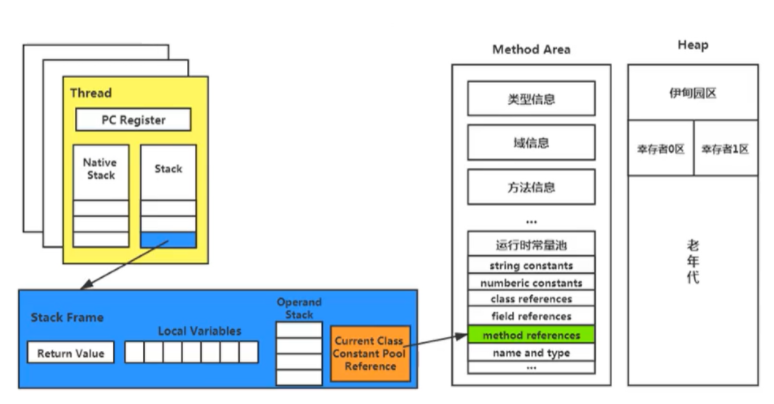 Method Area
Heap
Thread
PC Register
Native
Stack
Stack
类型信息
域信息
方法信息
...
运行时常量池
string constants
numberic constants
class references
field references
method references
name and type
...
伊甸园区
幸存者0区
幸存者1区
老
年
代
Stack Frame
Return Value
Local Variables
Operand
Stack
Current Class
Constant Pool
Reference